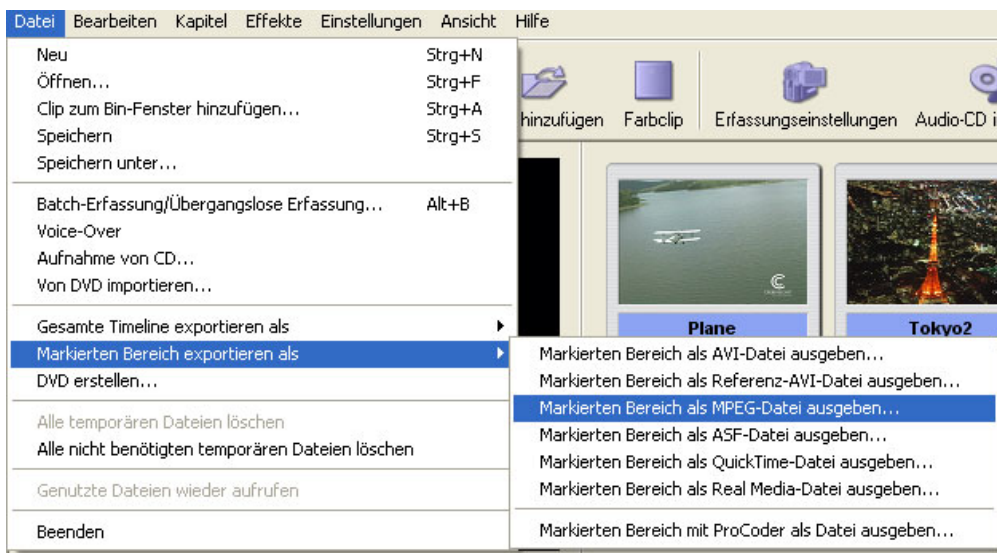 Datei Bearbeiten Kapitel Effekte Einstellungen Ansicht Hilfe
Neu Strg+N
Öffnen... Strg+F
Clip zum Bin-Fenster hinzufügen... Strg+A
Speichern Strg+S
Speichern unter...
Batch-Erfassung/Übergangslose Erfassung... Alt+B
Voice-Over
Aufnahme von CD...
Von DVD importieren...
Gesamte Timeline exportieren als
Markierten Bereich exportieren als
DVD erstellen...
Alle temporären Dateien löschen
Alle nicht benötigten temporären Dateien löschen
Genutzte Dateien wieder aufrufen
Beenden
hinzufügen Farbclip Erfassungseinstellungen Audio-CD i
Plane Tokyo2
Markierten Bereich als AVI-Datei ausgeben...
Markierten Bereich als Referenz-AVI-Datei ausgeben...
Markierten Bereich als MPEG-Datei ausgeben...
Markierten Bereich als ASF-Datei ausgeben...
Markierten Bereich als QuickTime-Datei ausgeben...
Markierten Bereich als Real Media-Datei ausgeben...
Markierten Bereich mit ProCoder als Datei ausgeben...